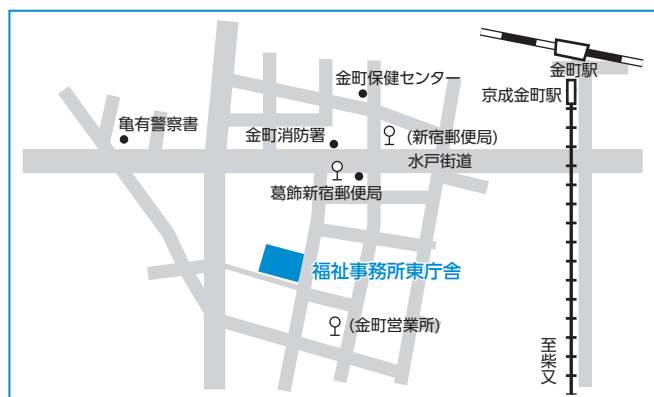 金町駅
京成金町駅
金町保健センター
亀有警察書
金町消防署
(新宿郵便局)
水戸街道
葛飾新宿郵便局
福祉事務所東庁舎
(金町営業所)
至柴又